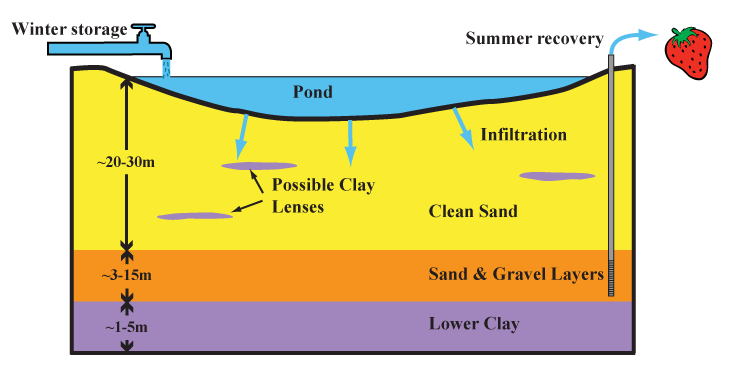 Winter storage
Summer recovery
Pond
Infiltration
~20-30m
Possible Clay
Lenses
Clean Sand
~3-15m
Sand & Gravel Layers
~1-5m
Lower Clay